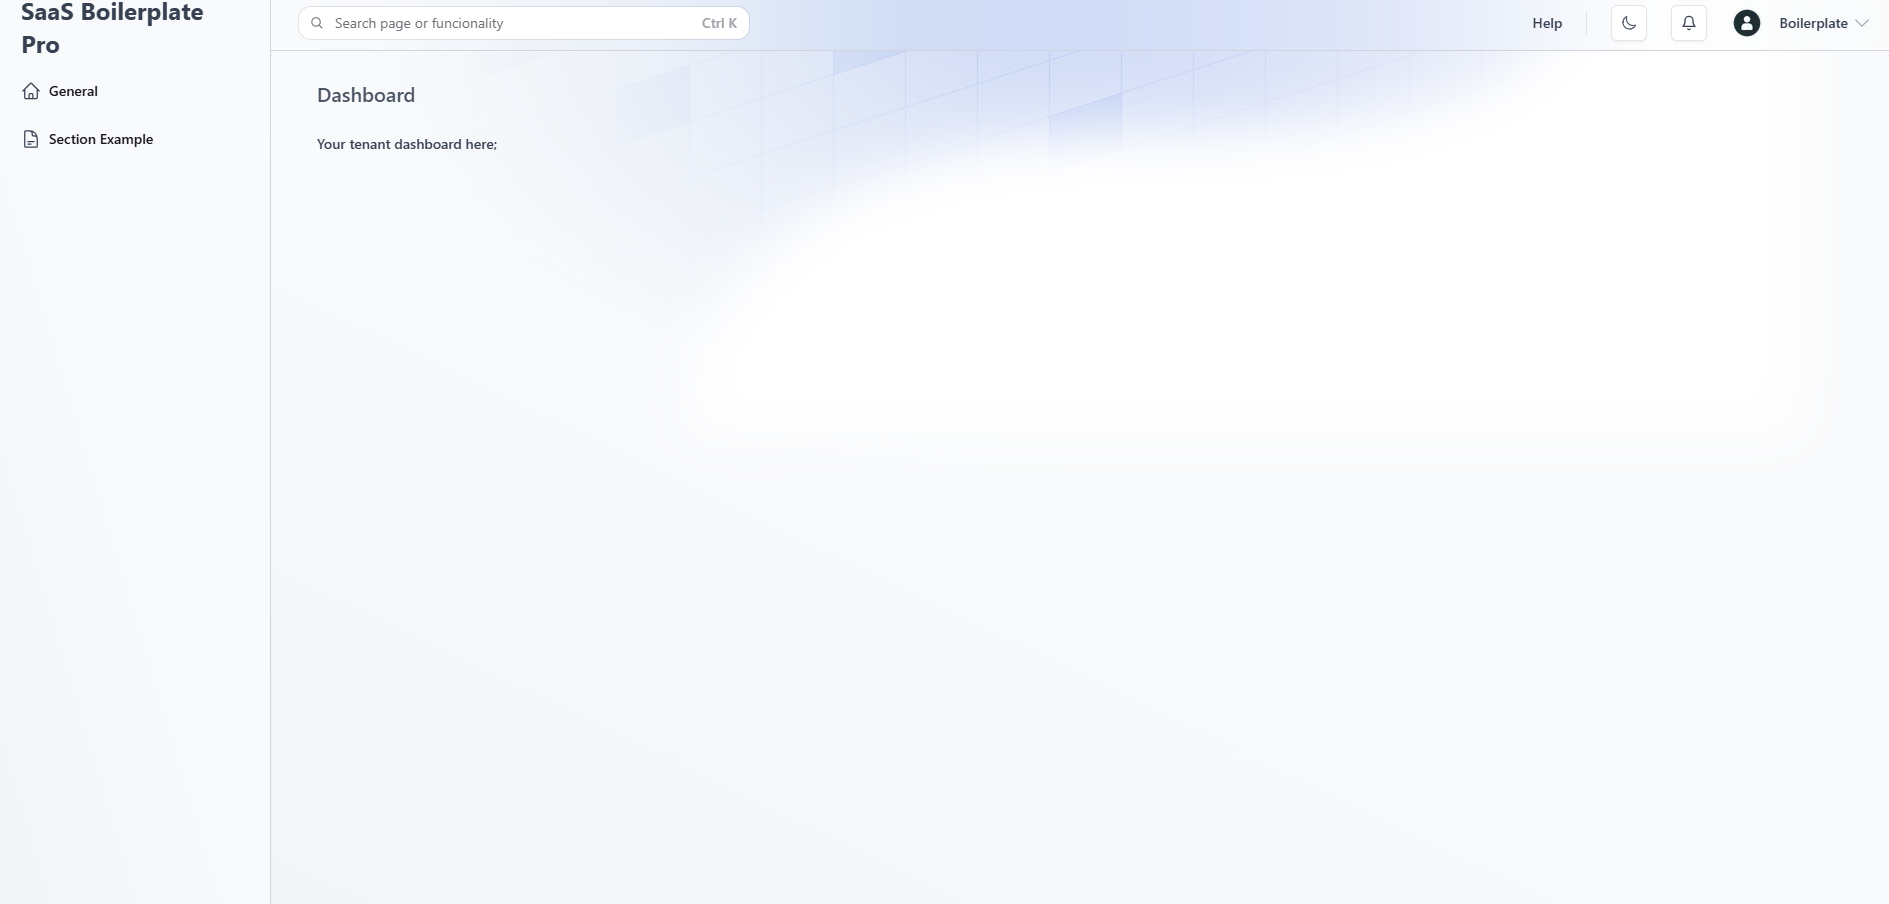 SaaS Boilerplate
Pro
General
Section Example
Search page or funcionality
Ctrl K
Help
Boilerplate
Dashboard
Your tenant dashboard here;